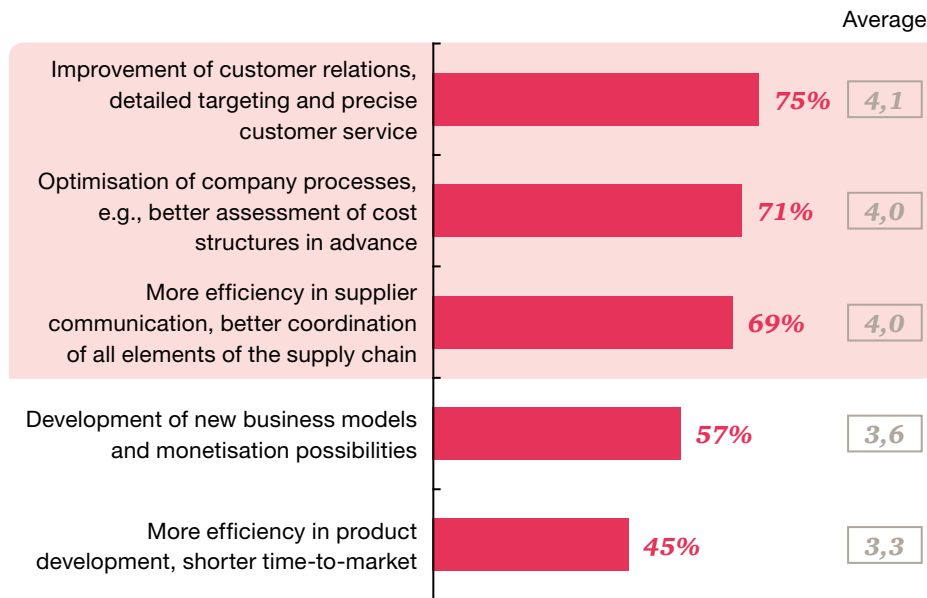 Average
Improvement of customer relations,
detailed targeting and precise
customer service
75%
4,1
Optimisation of company processes,
e.g., better assessment of cost
structures in advance
71%
4,0
More efficiency in supplier
communication, better coordination
of all elements of the supply chain
69%
4,0
Development of new business models
and monetisation possibilities
57%
3,6
More efficiency in product
development, shorter time-to-market
45%
3,3